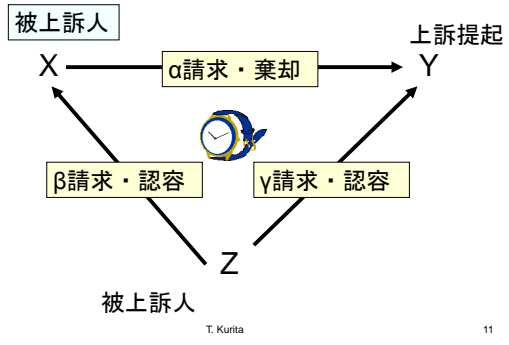 被上訴人
上訴提起
X
α請求・棄却
Y
β請求・認容
γ請求・認容
Z
被上訴人
T. Kurita
11